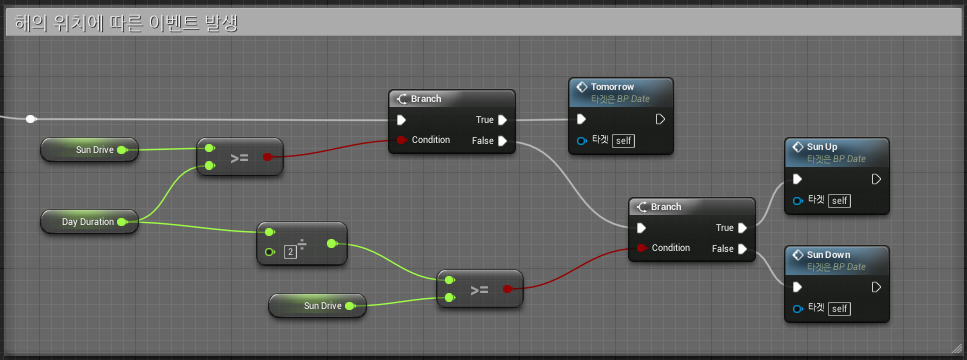 헤의 위치에 따른 이벤트 발생
Branch
True
Condition
False
Tomorrow
타겟은 BP Date
타겟 self
Sun Drive
>=
Day Duration
2 ÷
Sun Drive
>=
Branch
True
Condition
False
Sun Up
타겟은 BP Date
타겟 self
Sun Down
타겟은 BP Date
타겟 self